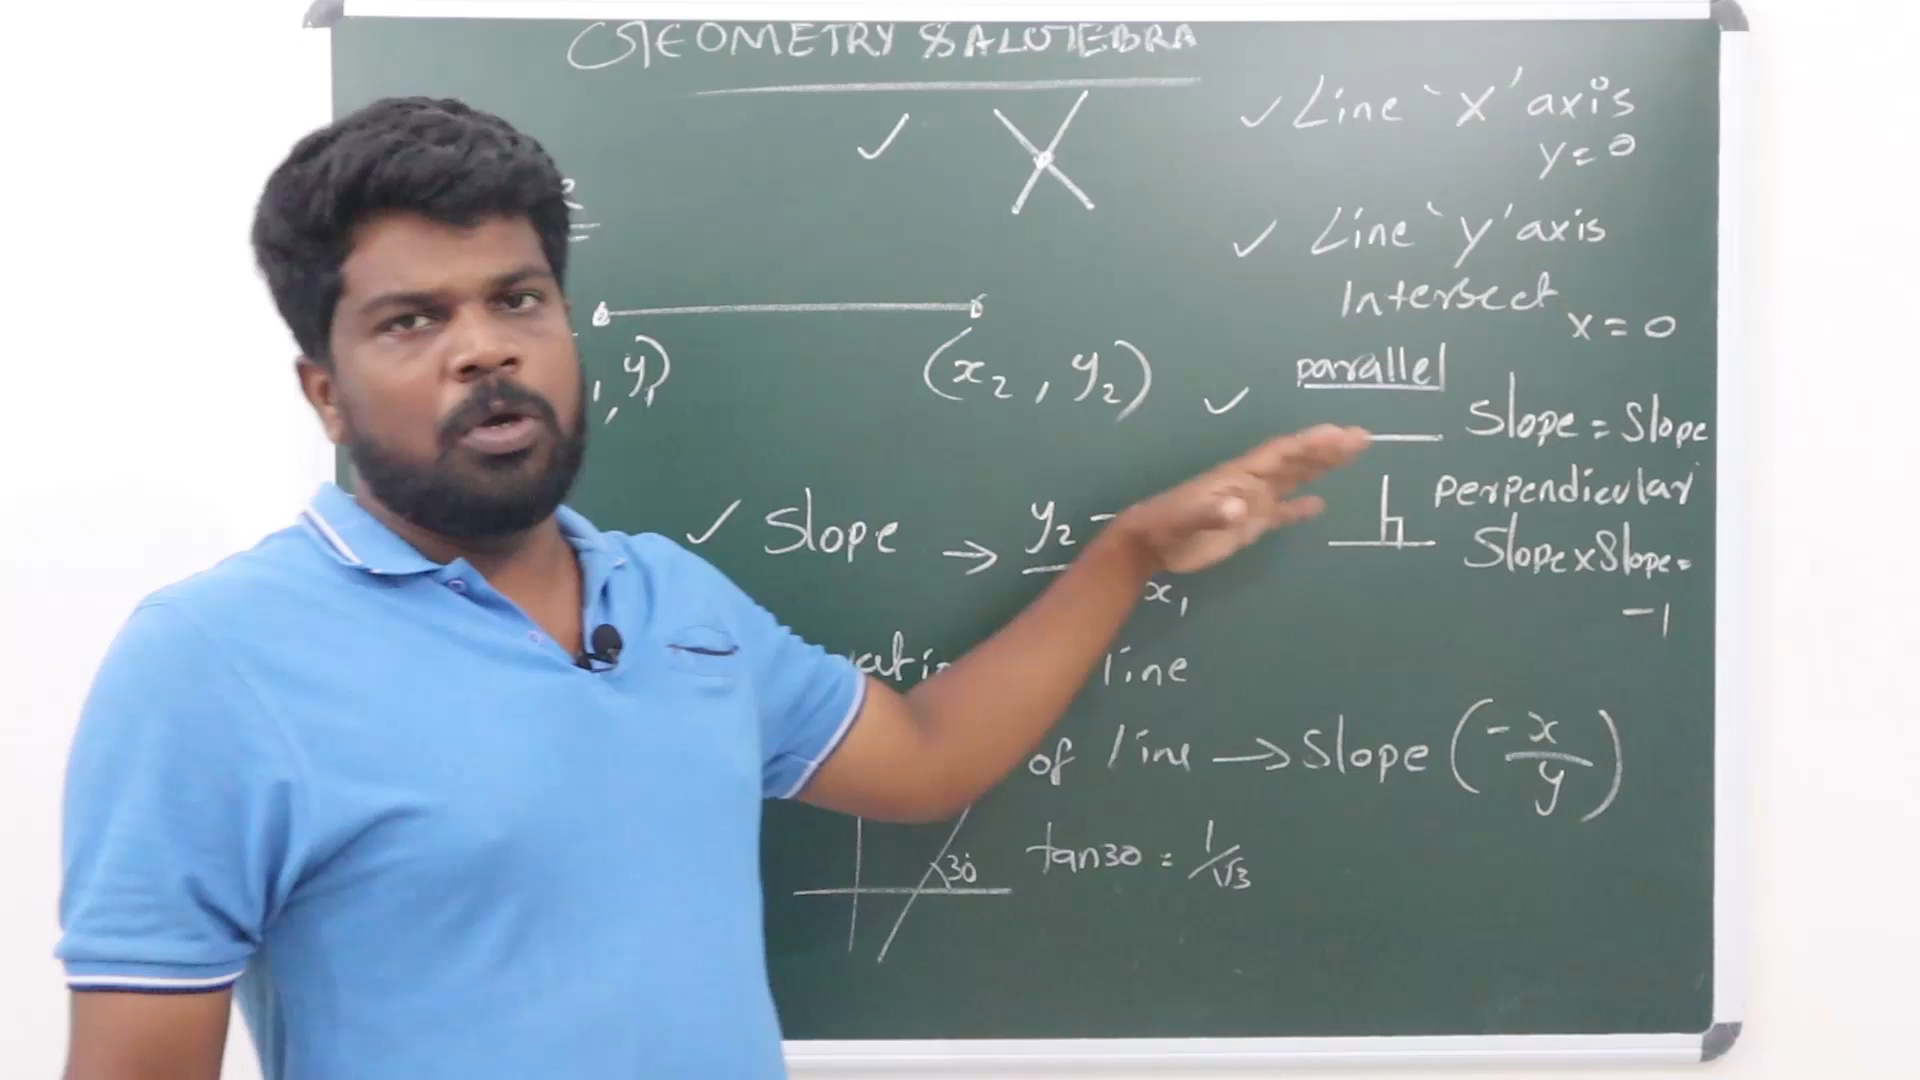 GEOMETRY & ALGEBRA
Line 'X' axis
y = 0
Line 'y' axis
Intersect
x = 0
, y₁)
(x₂ , y₂)
parallel
Slope = Slope
perpendicular
Slope x Slope =
-1
Slope → y₂ -
x₁
line
of line → Slope (-x/y)
30°
tan30 = 1/√3